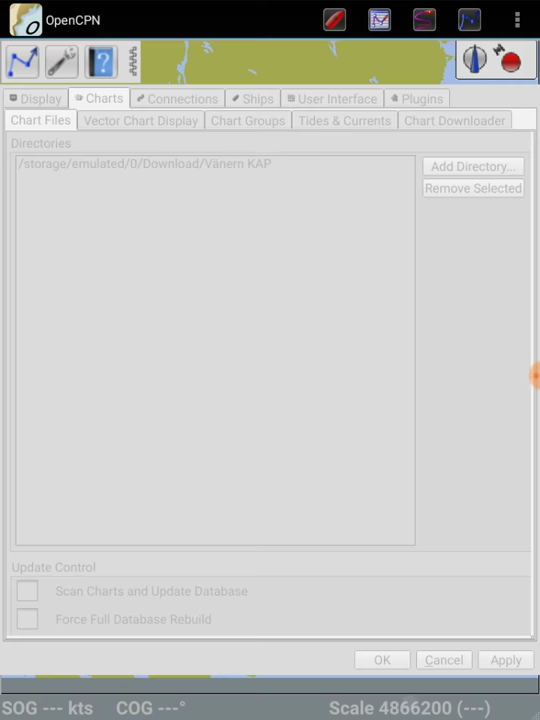 OpenCPN
Display Charts Connections Ships User Interface Plugins
Chart Files Vector Chart Display Chart Groups Tides & Currents Chart Downloader
Directories
/storage/emulated/0/Download/Vänern KAP
Add Directory...
Remove Selected
Update Control
Scan Charts and Update Database
Force Full Database Rebuild
OK Cancel Apply
SOG --- kts COG ---° Scale 4866200 (---)